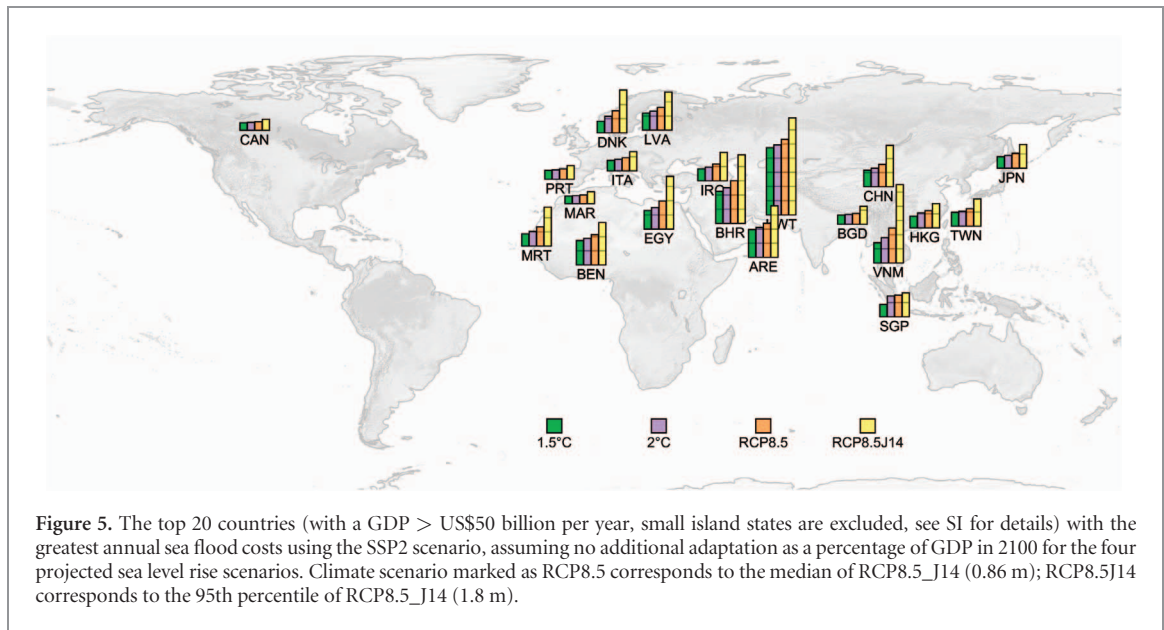 CAN
DNK
LVA
PRT
ITA
IRQ
MAR
EGY
BHR
MRT
BEN
ARE
CHN
JPN
BGD
HKG
TWN
VNM
SGP
1.5°C
2°C
RCP8.5
RCP8.5J14
Figure 5. The top 20 countries (with a GDP > US$50 billion per year, small island states are excluded, see SI for details) with the
greatest annual sea flood costs using the SSP2 scenario, assuming no additional adaptation as a percentage of GDP in 2100 for the four
projected sea level rise scenarios. Climate scenario marked as RCP8.5 corresponds to the median of RCP8.5_J14 (0.86 m); RCP8.5J14
corresponds to the 95th percentile of RCP8.5_J14 (1.8 m).